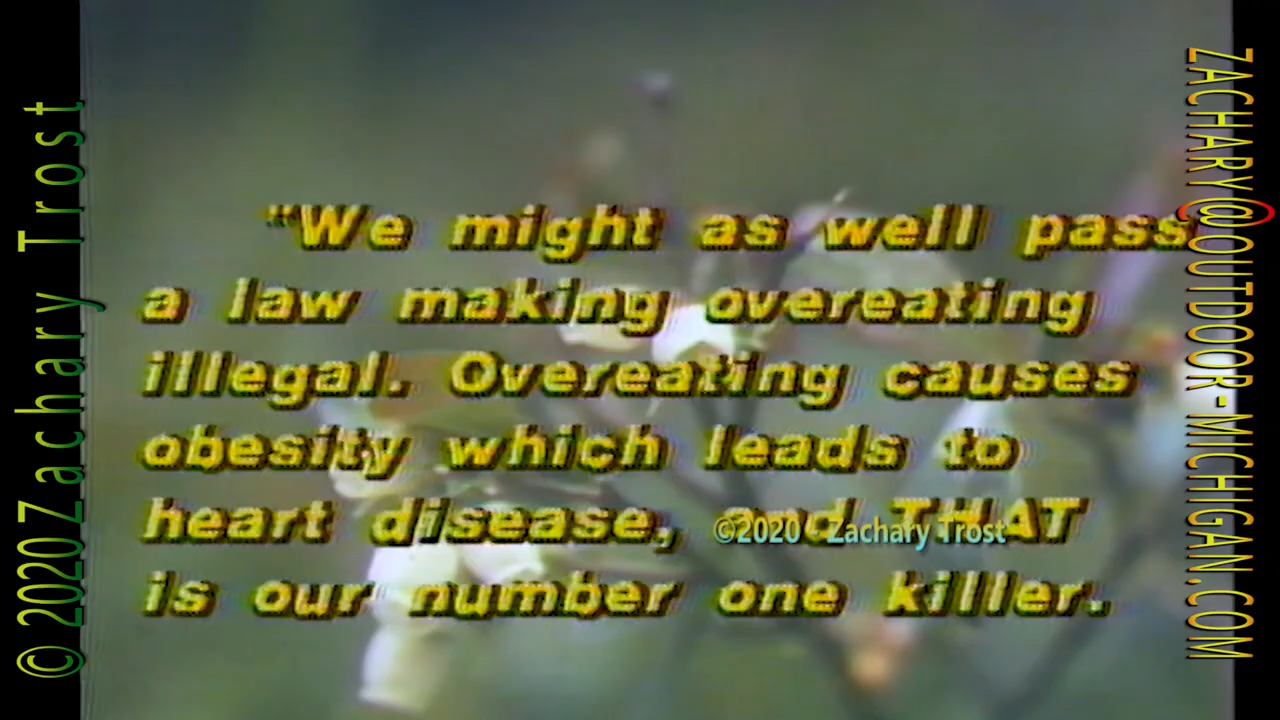 "We might as well pass
a law making overeating
illegal. Overeating causes
obesity which leads to
heart disease, and THAT
is our number one killer.
©2020 - Zachary Trost
© 2020 Zachary Trost
ZACHARY@OUTDOOR-MICHIGAN.COM